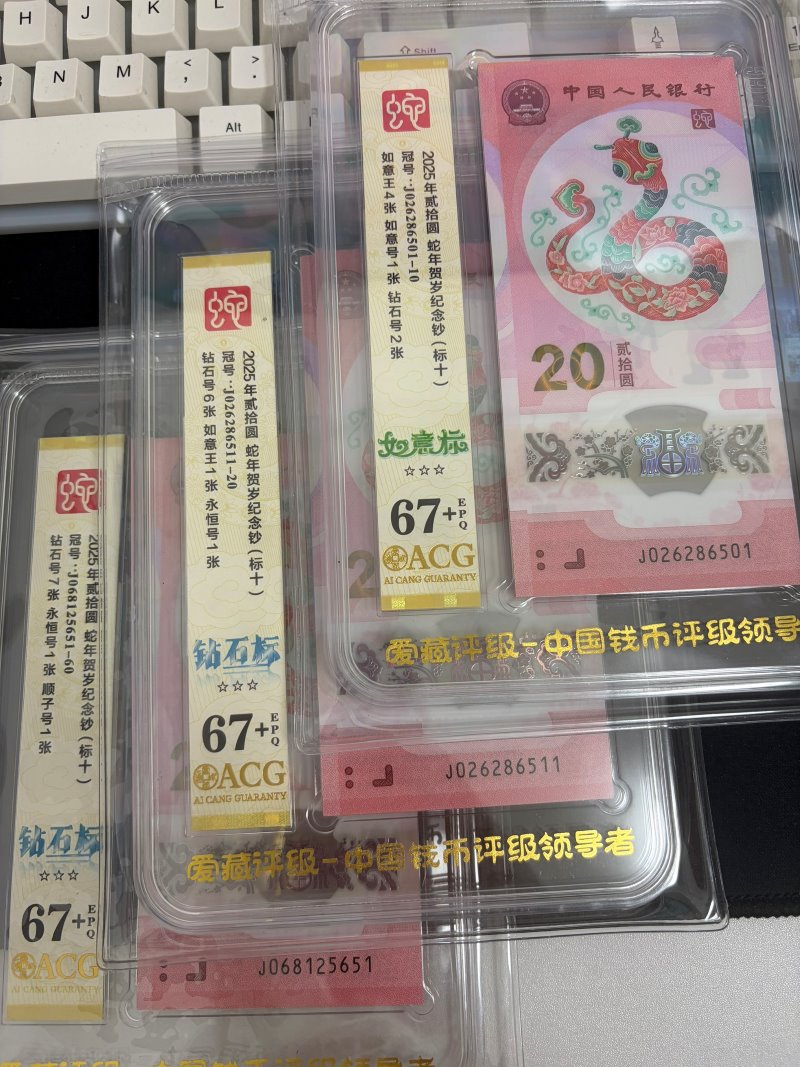 H
J
K
L
N
M
<
,
>
.
Shift
Alt
蛇
2025年贰拾圆 蛇年贺岁纪念钞(标十)
冠号:J026286501-10
如意王4张 如意号1张 钻石号2张
如意标
☆☆☆
67+EPQ
ACG
AI CANG GUARANTY
中国人民银行
蛇
20
贰拾圆
J026286501
爱藏评级-中国钱币评级领导
蛇
2025年贰拾圆 蛇年贺岁纪念钞(标十)
冠号:J026286511-20
钻石号6张 如意王1张 永恒号1张
钻石标
☆☆☆
67+EPQ
ACG
AI CANG GUARANTY
J026286511
爱藏评级-中国钱币评级领导者
蛇
2025年贰拾圆 蛇年贺岁纪念钞(标十)
冠号:J068125651-60
钻石号7张 永恒号1张 顺子号1张
钻石标
☆☆☆
67+EPQ
ACG
AI CANG GUARANTY
J068125651